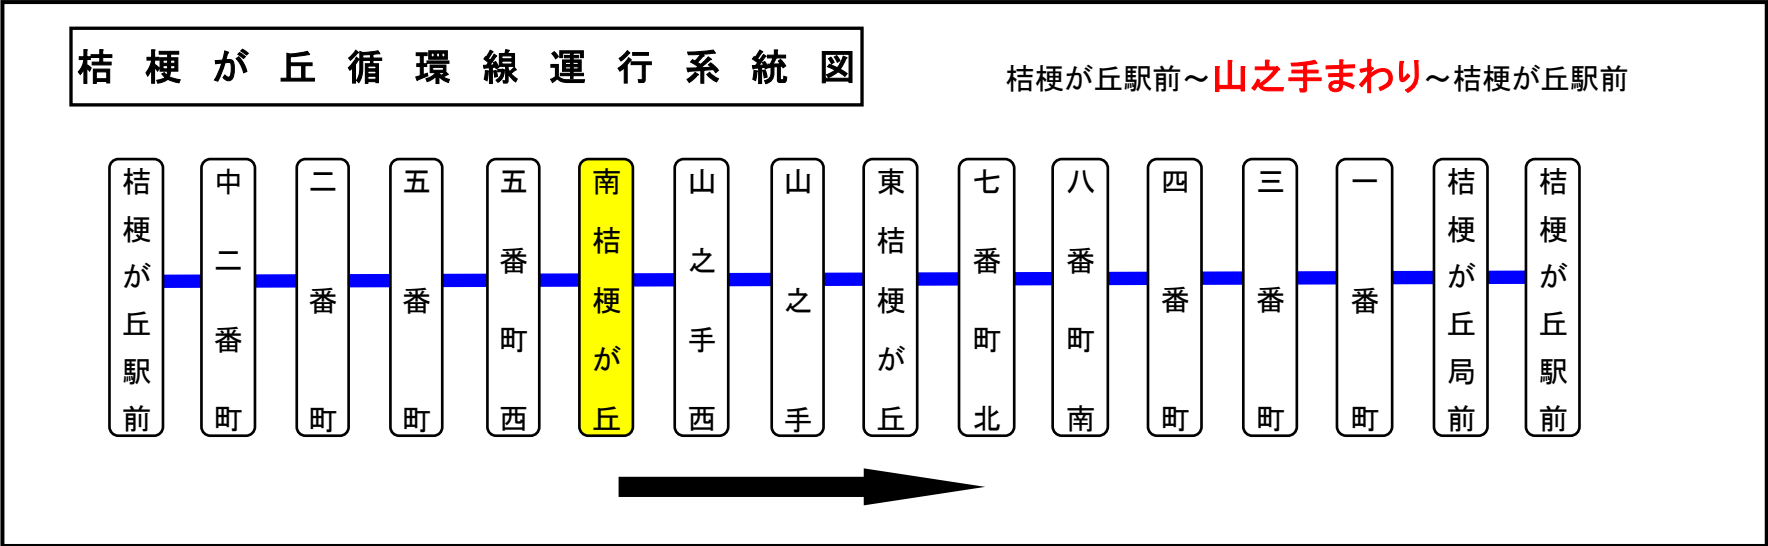 桔梗が丘循環線運行系統図
桔梗が丘駅前～山之手まわり～桔梗が丘駅前
桔梗が丘駅前
中二番町
二番町
五番町
五番町西
南桔梗が丘
山之手西
山之手
東桔梗が丘
七番町北
八番町南
四番町
三番町
一番町
桔梗が丘局前
桔梗が丘駅前